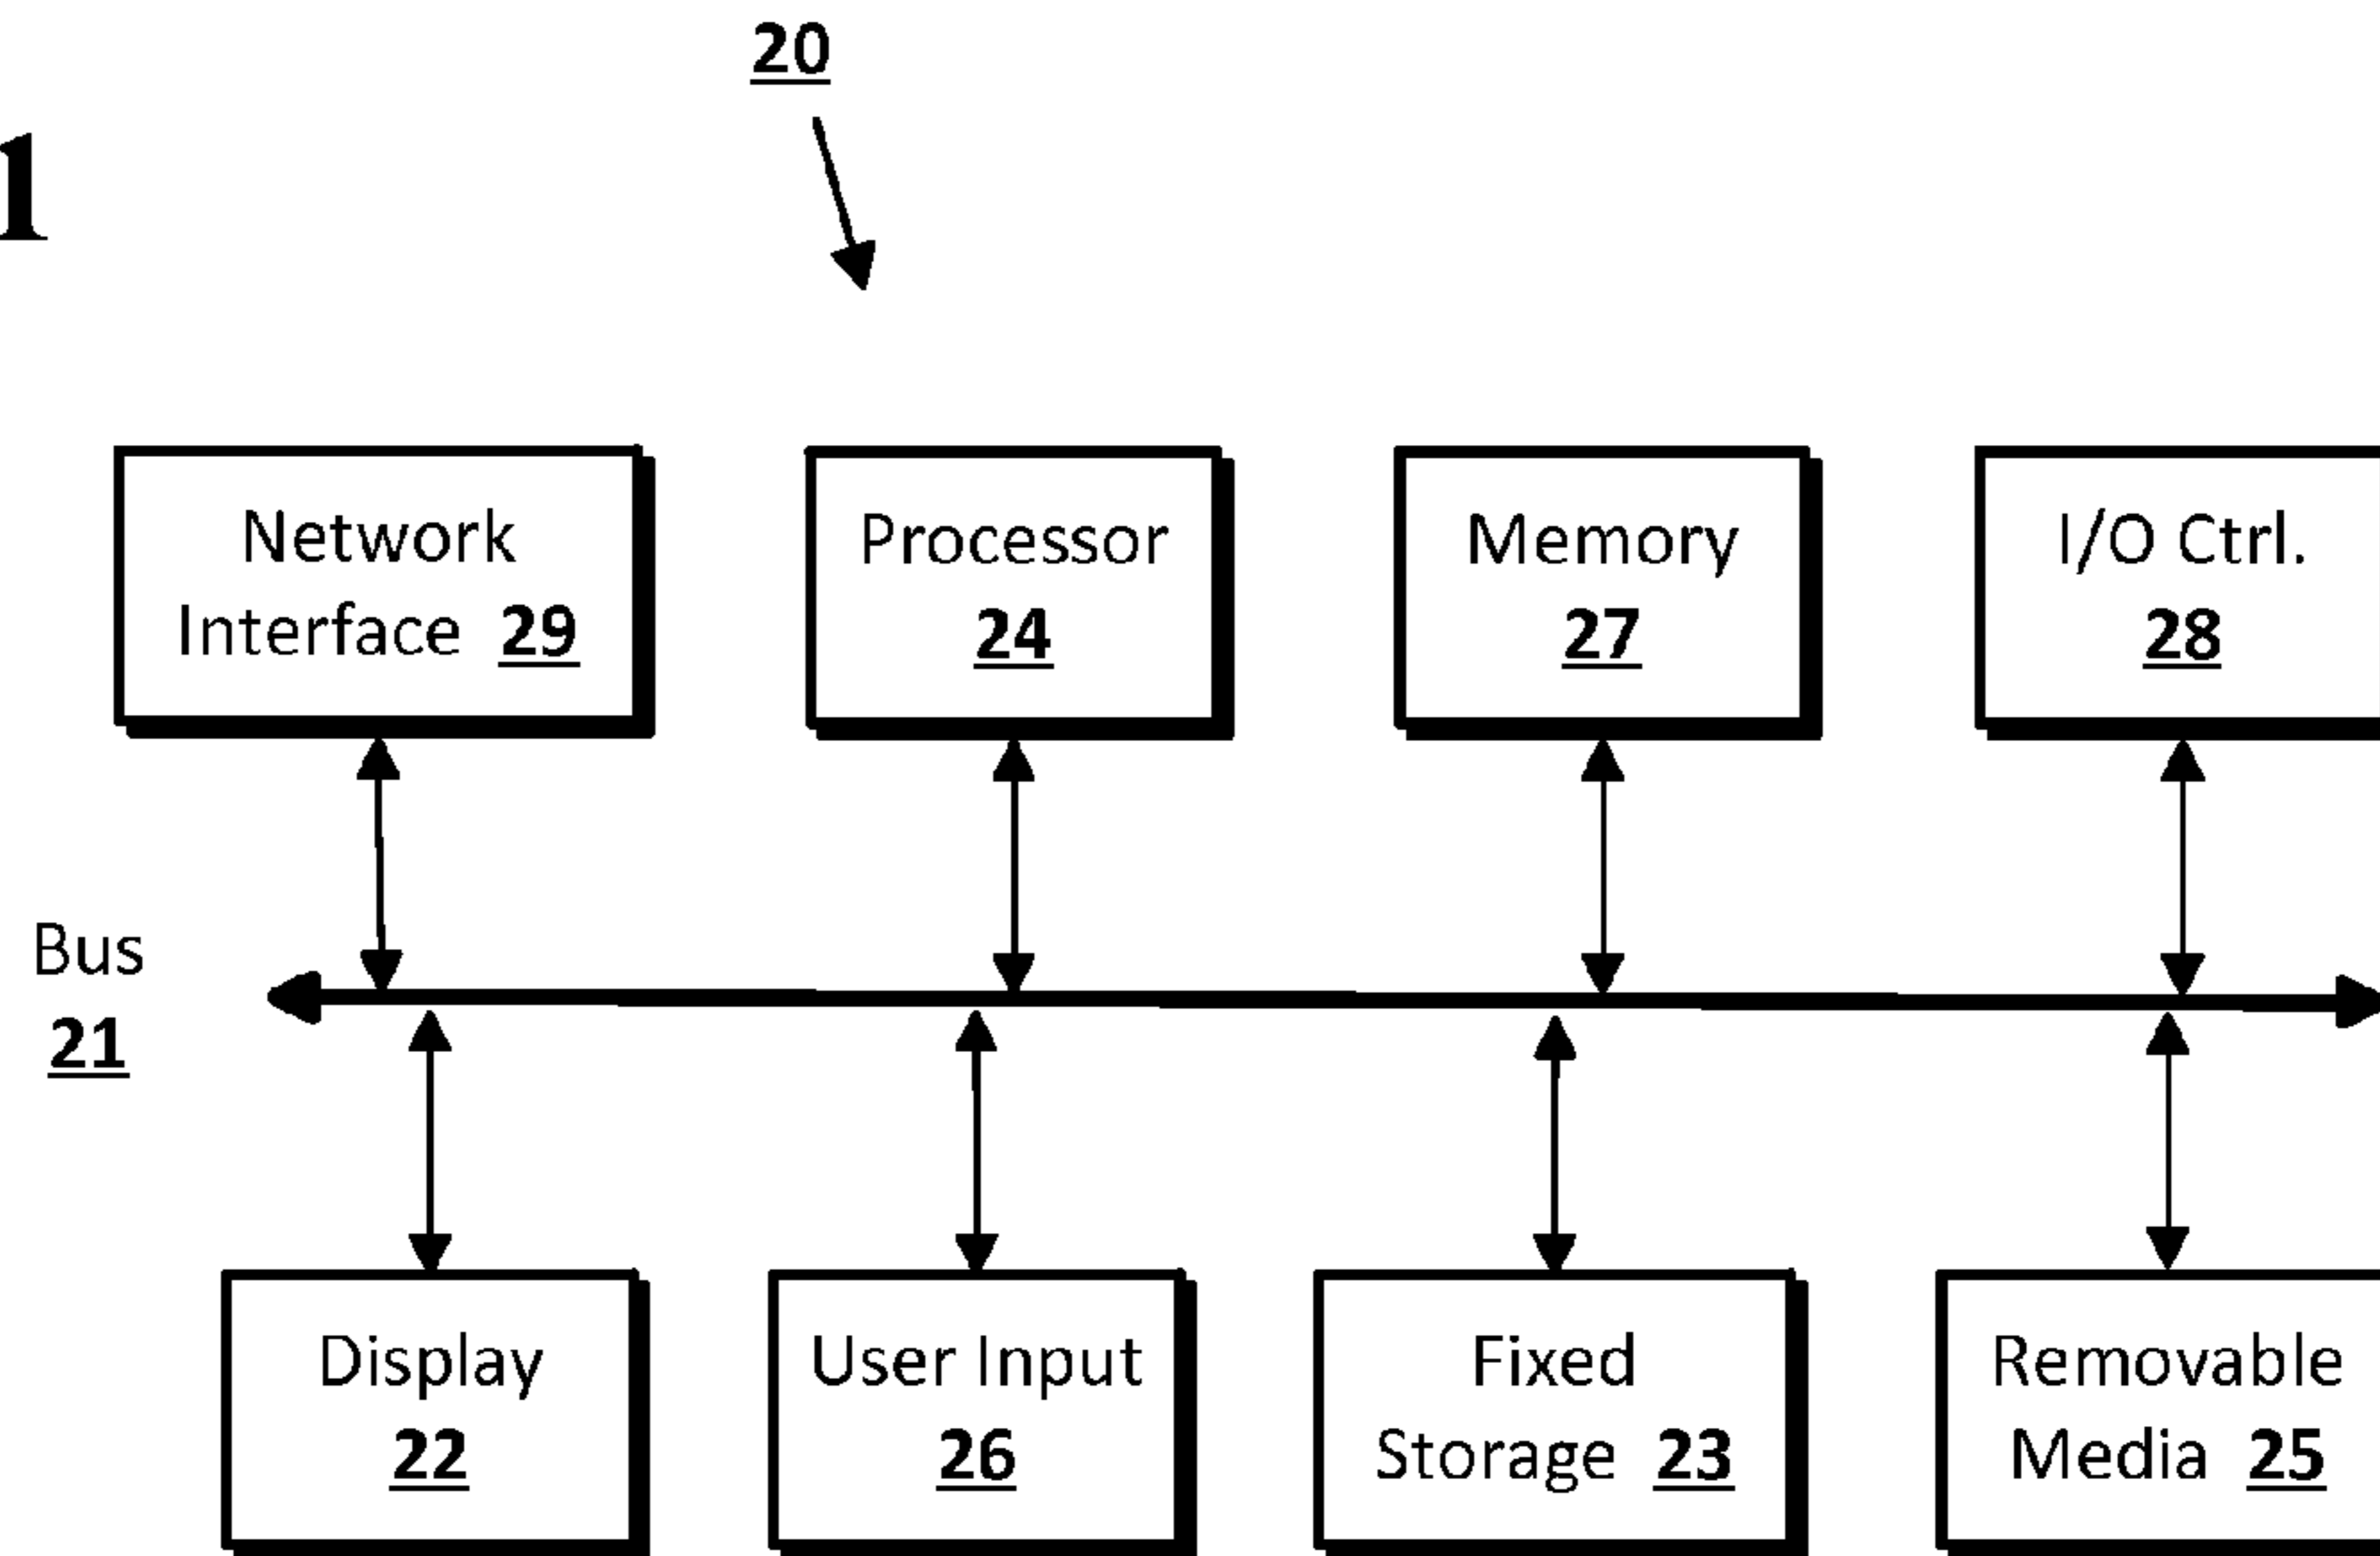 20
1
Network
Interface 29
Processor
24
Memory
27
I/O Ctrl.
28
Bus
21
Display
22
User Input
26
Fixed
Storage 23
Removable
Media 25